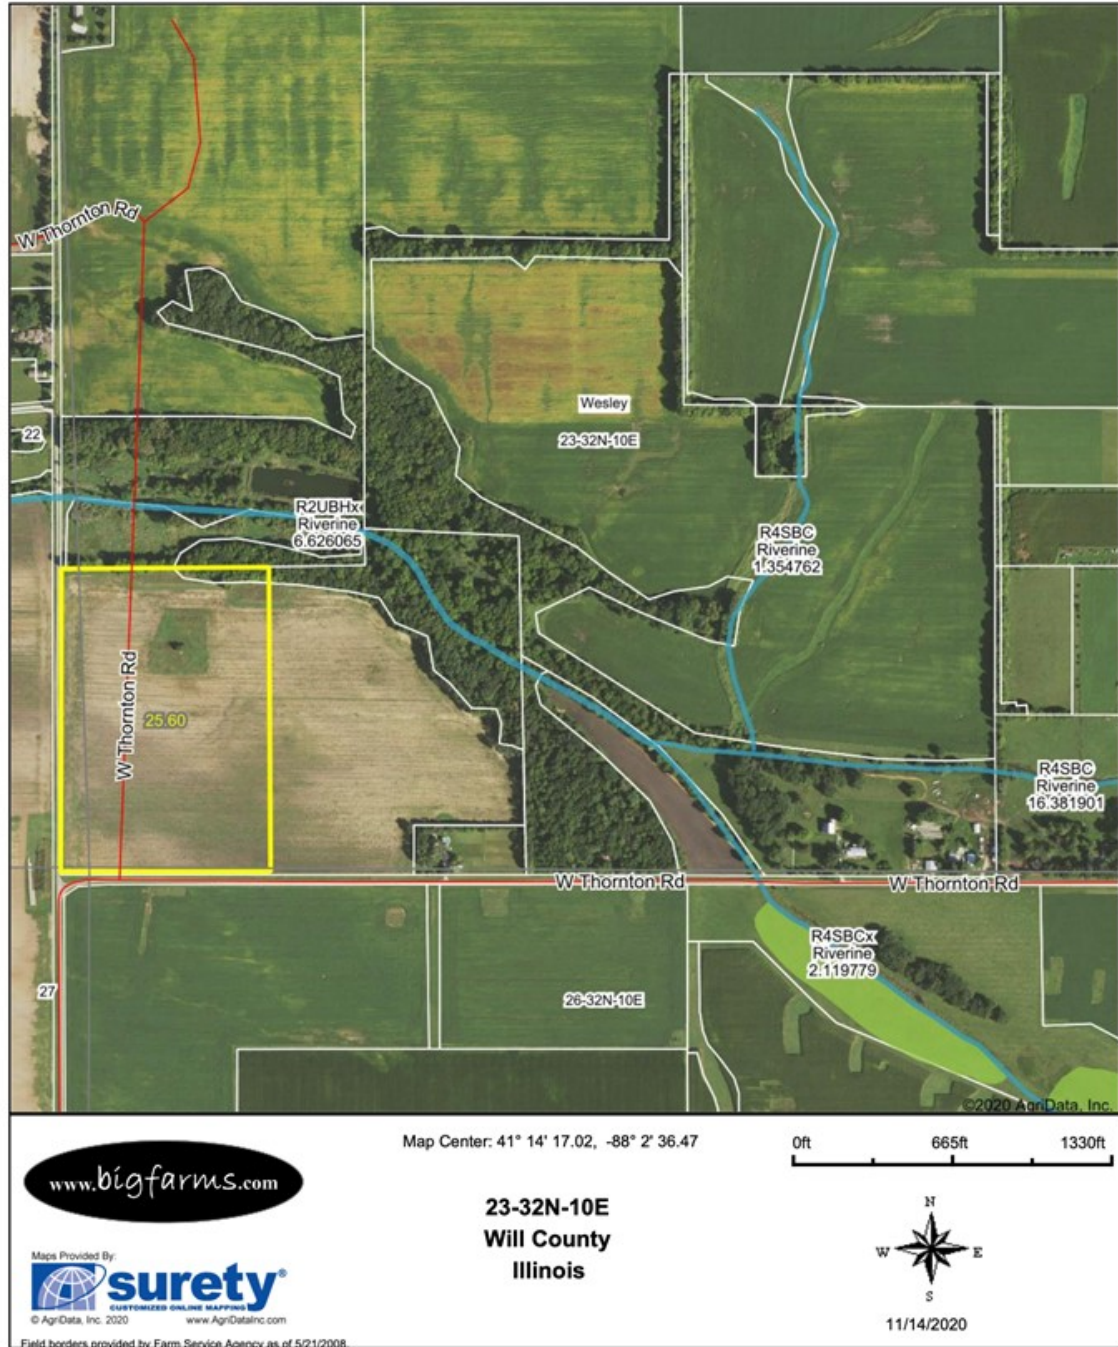 W Thornton Rd
Wesley
23-32N-10E
22
R2UBHx
Riverine
6.626065
R4SBC
Riverine
1.354762
W Thornton Rd
25.60
R4SBC
Riverine
16.381901
W Thornton Rd
W Thornton Rd
R4SBCx
Riverine
2.119779
27
26-32N-10E
©2020 AgriData, Inc.
Map Center: 41° 14' 17.02, -88° 2' 36.47
0ft 665ft 1330ft
www.bigfarms.com
23-32N-10E
Will County
Illinois
N
W E
S
Maps Provided By:
surety®
CUSTOMIZED ONLINE MAPPING
© AgriData, Inc. 2020 www.AgriDataInc.com
11/14/2020
Field borders provided by Farm Service Agency as of 5/21/2008.